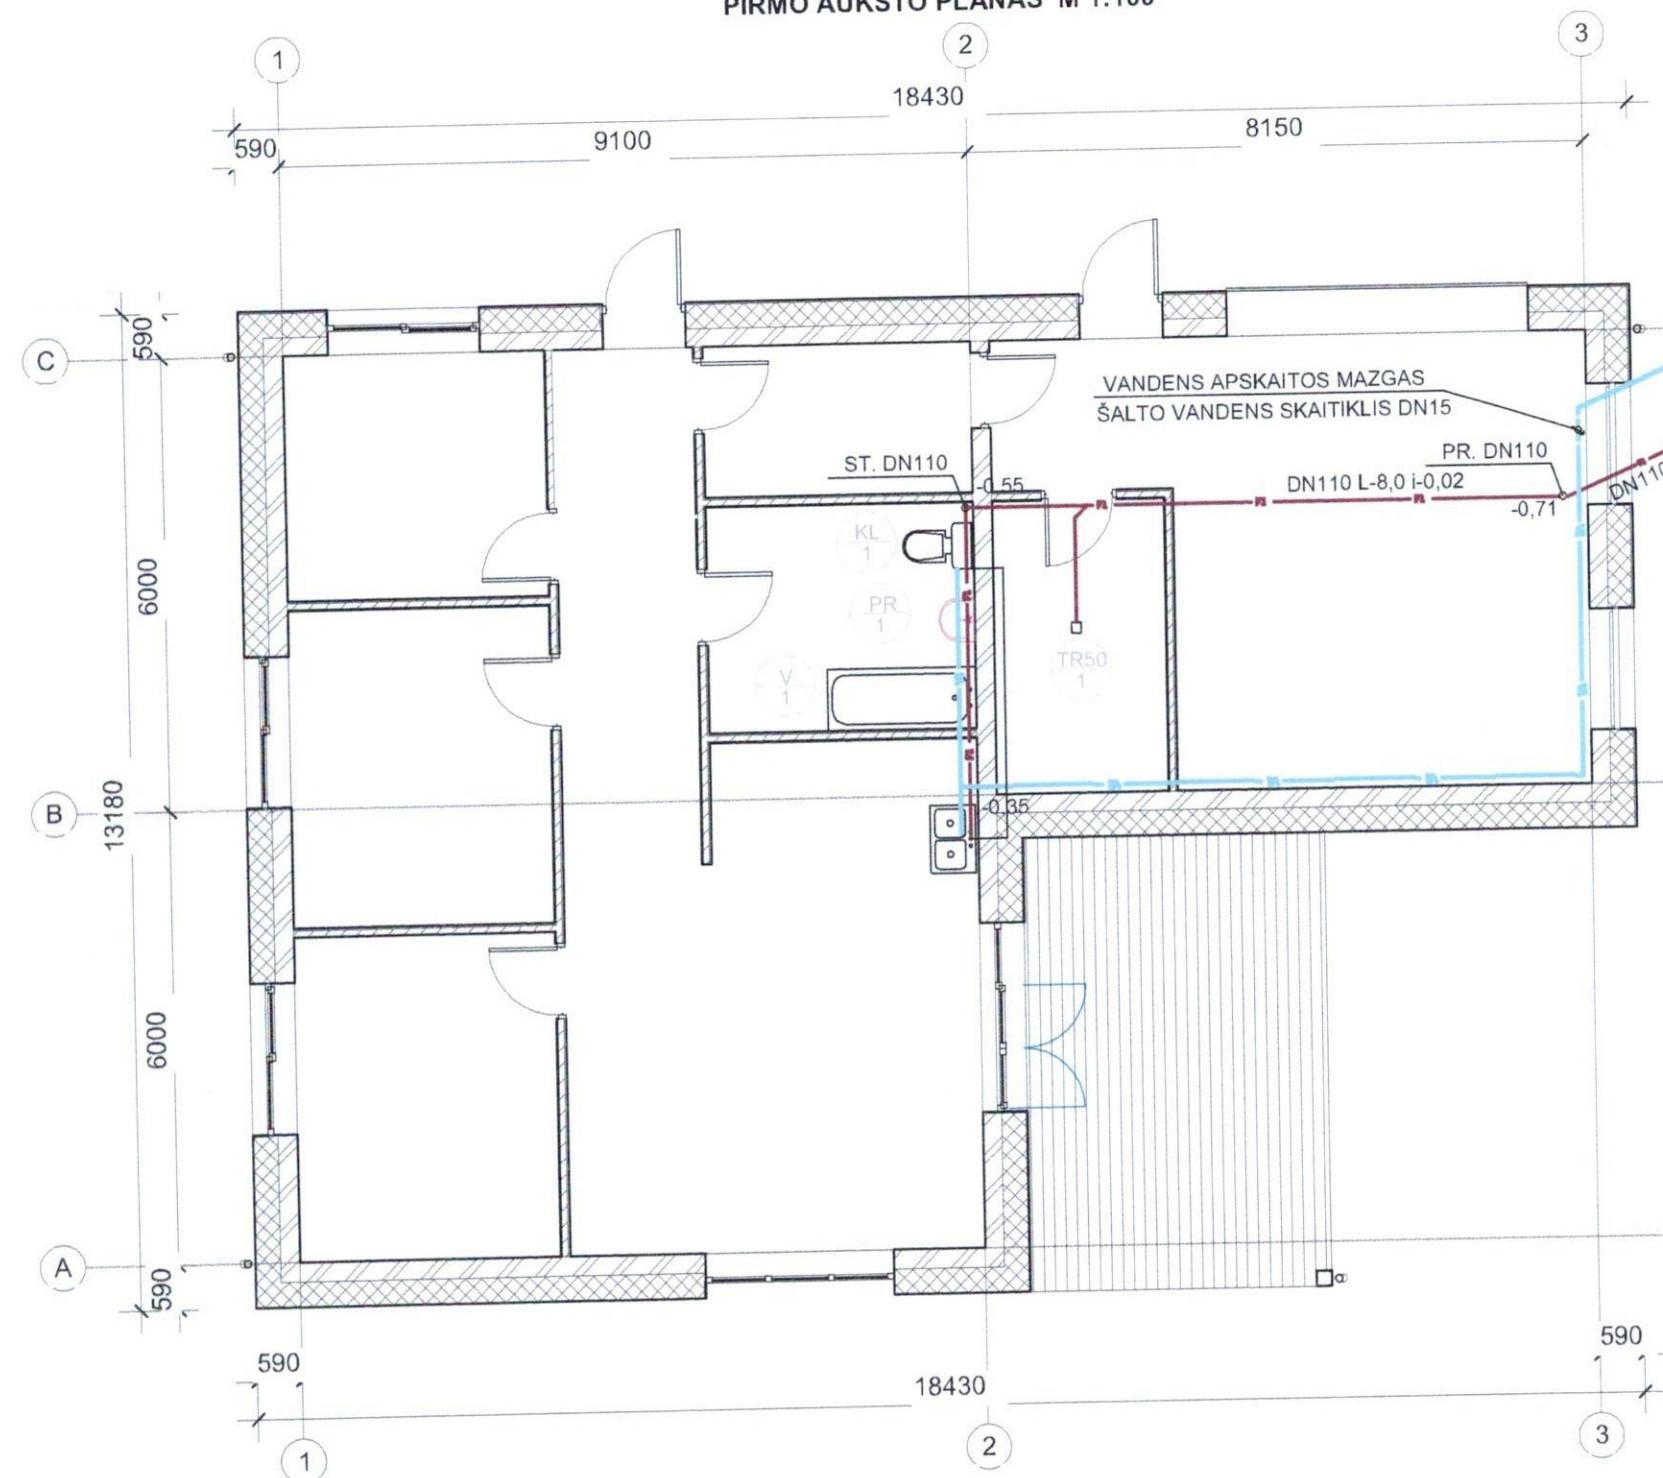 PIRMO AUKŠTO PLANAS M 1:100
1
2
3
18430
590
9100
8150
590
C
VANDENS APSKAITOS MAZGAS
ŠALTO VANDENS SKAITIKLIS DN15
ST. DN110
PR. DN110
-0,55
DN110 L-8,0 i-0,02
DN110
-0,71
KL
1
6000
PR
1
TR50
1
V
1
B
13180
-0,35
6000
A
590
590
590
18430
1
2
3